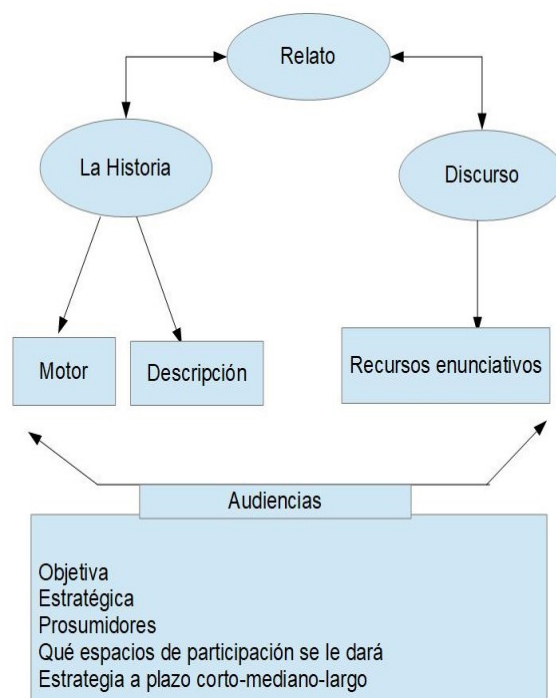 Relato
La Historia
Discurso
Motor
Descripción
Recursos enunciativos
Audiencias
Objetiva
Estratégica
Prosumidores
Qué espacios de participación se le dará
Estrategia a plazo corto-mediano-largo